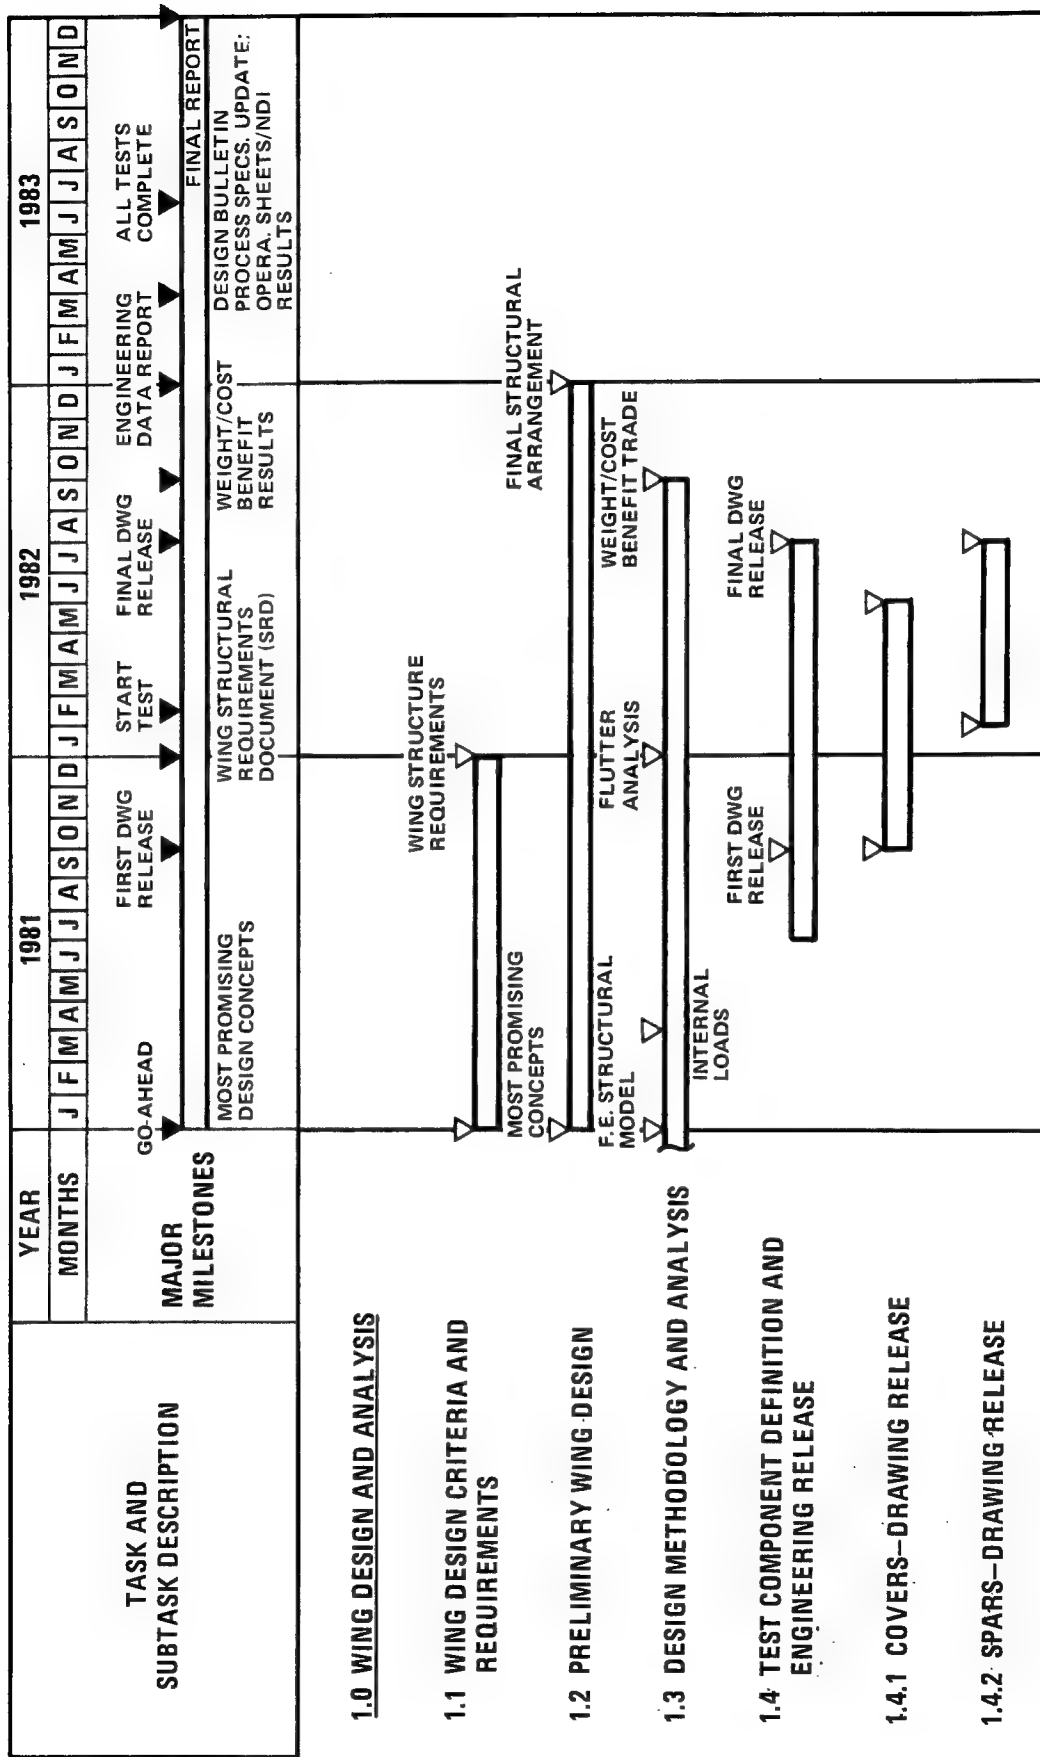 TASK AND
SUBTASK DESCRIPTION
YEAR
1981
1982
1983
MONTHS
J F M A M J J A S O N D J F M A M J J A S O N D J F M A M J J A S O N D
MAJOR
MILESTONES
GO-AHEAD
FIRST DWG
RELEASE
START
TEST
FINAL DWG
RELEASE
ENGINEERING
DATA REPORT
ALL TESTS
COMPLETE
FINAL REPORT
MOST PROMISING
DESIGN CONCEPTS
WING STRUCTURAL
REQUIREMENTS
DOCUMENT (SRD)
WEIGHT/COST
BENEFIT
RESULTS
DESIGN BULLETIN
PROCESS SPECS. UPDATE;
OPERA. SHEETS/NDI
RESULTS
1.0 WING DESIGN AND ANALYSIS
1.1 WING DESIGN CRITERIA AND
REQUIREMENTS
WING STRUCTURE
REQUIREMENTS
1.2 PRELIMINARY WING DESIGN
MOST PROMISING
CONCEPTS
FINAL STRUCTURAL
ARRANGEMENT
1.3 DESIGN METHODOLOGY AND ANALYSIS
F.E. STRUCTURAL
MODEL
INTERNAL
LOADS
FLUTTER
ANALYSIS
WEIGHT/COST
BENEFIT TRADE
1.4 TEST COMPONENT DEFINITION AND
ENGINEERING RELEASE
FIRST DWG
RELEASE
FINAL DWG
RELEASE
1.4.1 COVERS–DRAWING RELEASE
1.4.2 SPARS–DRAWING RELEASE